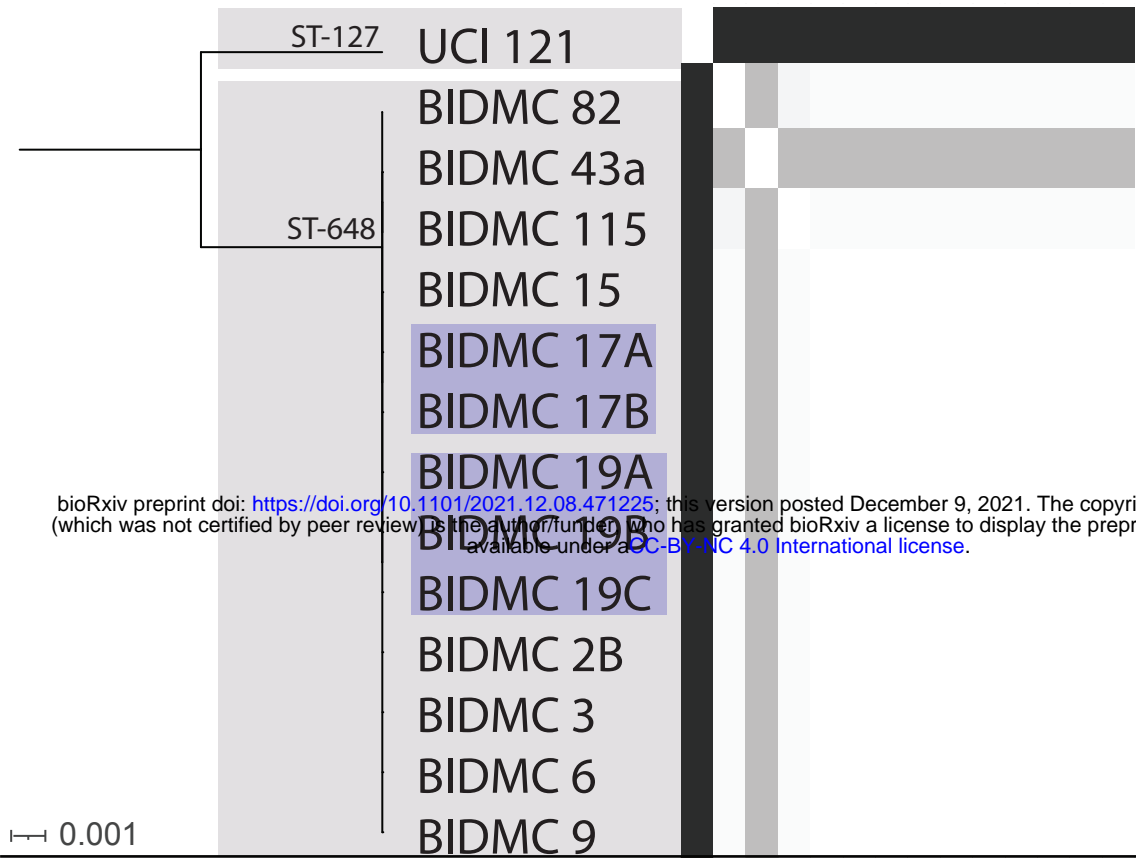 ST-127
UCI 121
BIDMC 82
BIDMC 43a
ST-648
BIDMC 115
BIDMC 15
BIDMC 17A
BIDMC 17B
BIDMC 19A
bioRxiv preprint doi: https://doi.org/10.1101/2021.12.08.471225; this version posted December 9, 2021. The copyri
(which was not certified by peer review) is the author/funder, who has granted bioRxiv a license to display the prepr
BIDMC 19B
available under aCC-BY-NC 4.0 International license.
BIDMC 19C
BIDMC 2B
BIDMC 3
BIDMC 6
BIDMC 9
0.001